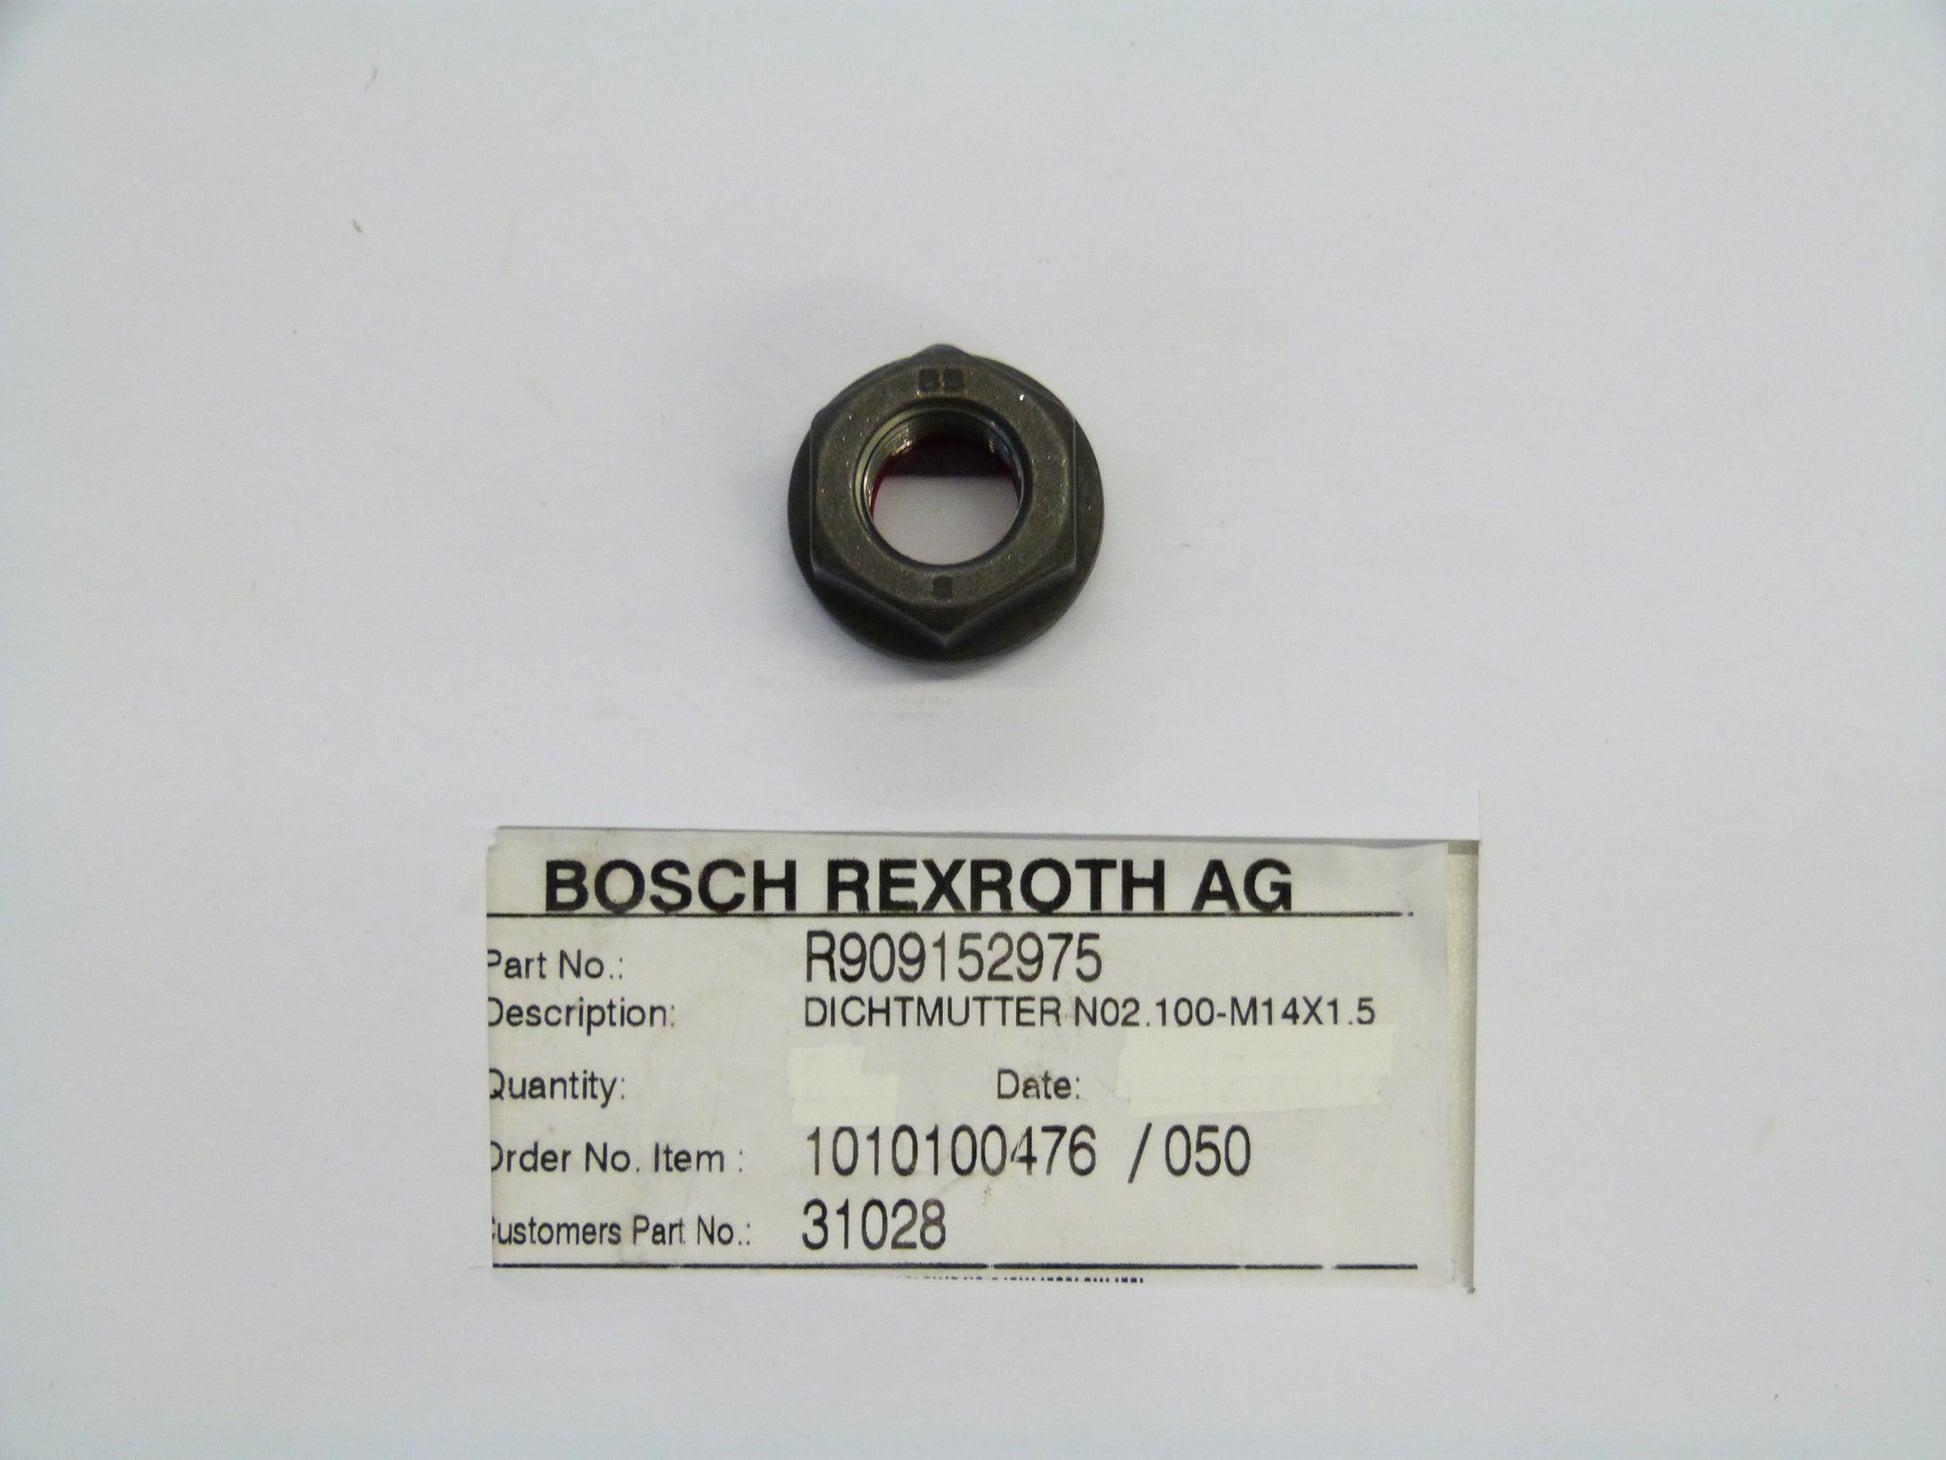 BOSCH REXROTH AG
Part No.: R909152975
Description: DICHTMUTTER N02.100-M14X1.5
Quantity: Date:
Order No. Item : 1010100476 / 050
Customers Part No.: 31028